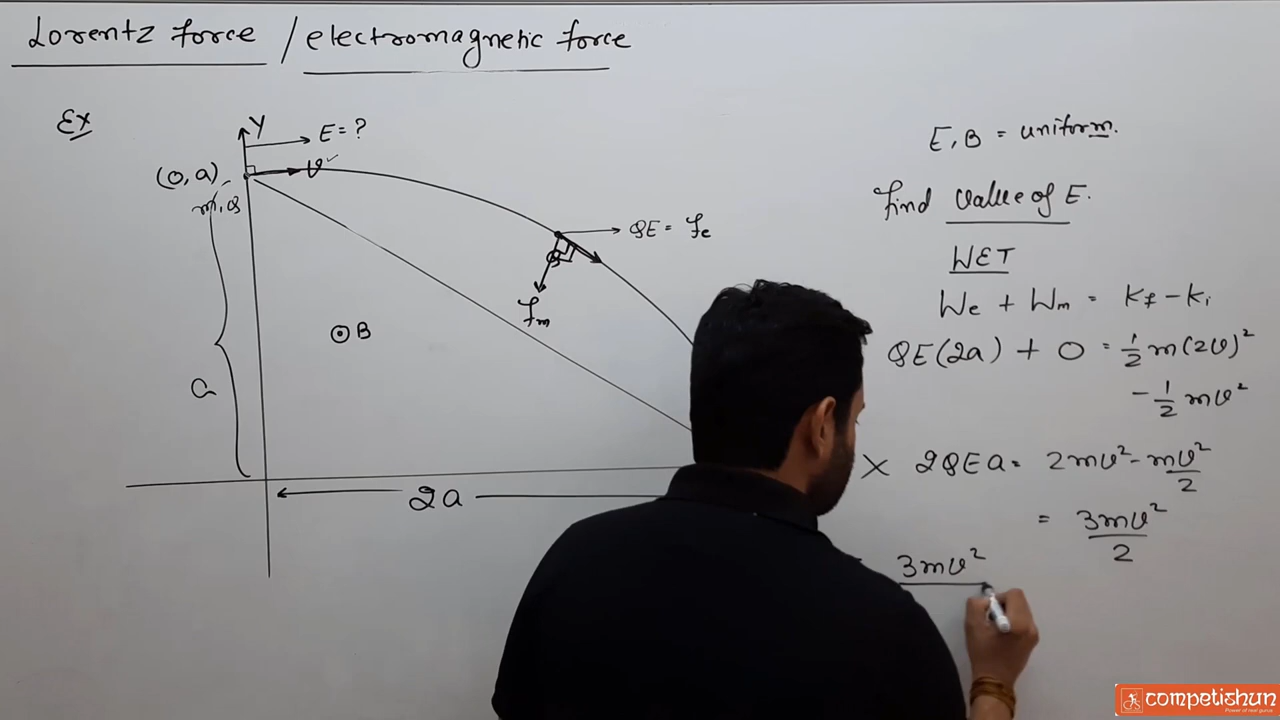 Lorentz force / electromagnetic force
Ex
Y
E = ?
(0, a)
v
m, Q
QE = fe
fm
B
a
2a
E, B = uniform.
find value of E.
WET
We + Wm = Kf - Ki
QE(2a) + 0 = 1/2 m(2v)²
- 1/2 mv²
X 2QEa = 2mv² - mv²/2
= 3mv²/2
3mv²
competishun